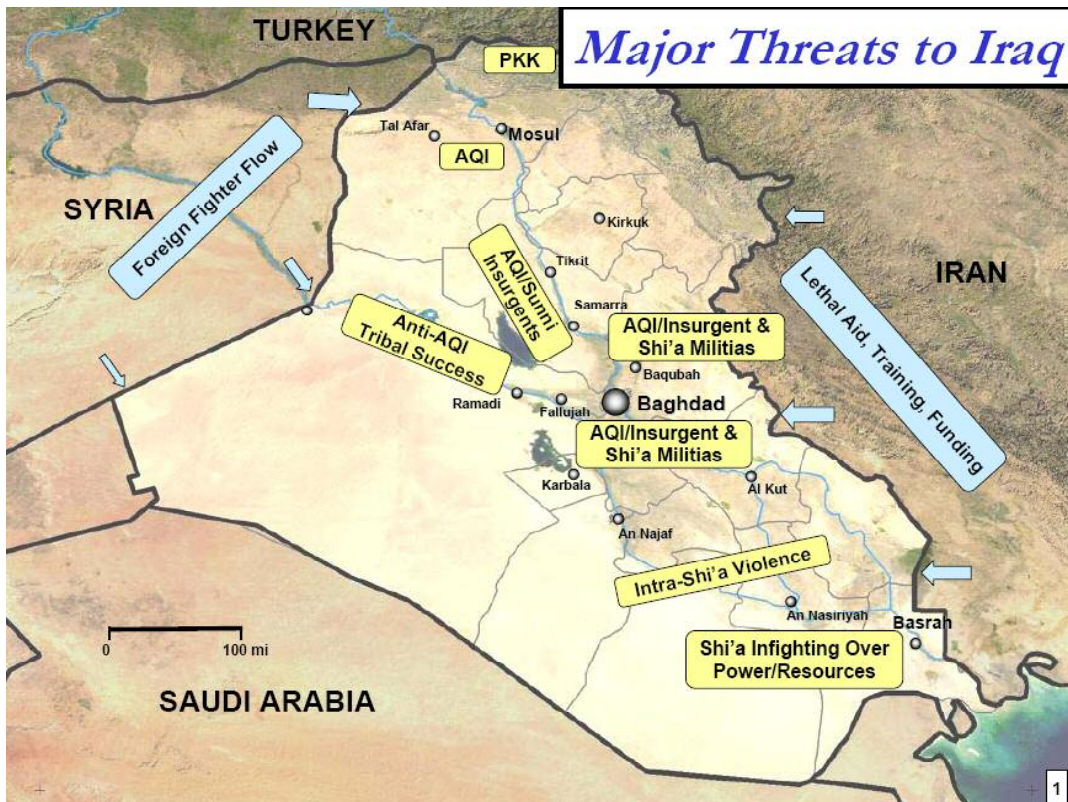 Major Threats to Iraq
TURKEY
PKK
Tal Afar
Mosul
AQI
SYRIA
Foreign Fighter Flow
Kirkuk
IRAN
Tikrit
AQI/Sunni
Insurgents
Samarra
Anti-AQI
Tribal Success
AQI/Insurgent &
Shi'a Militias
Lethal Aid, Training, Funding
Baqubah
Ramadi
Fallujah
Baghdad
AQI/Insurgent &
Shi'a Militias
Karbala
Al Kut
An Najaf
Intra-Shi'a Violence
An Nasiriyah
Basrah
0 100 mi
Shi'a Infighting Over
Power/Resources
SAUDI ARABIA
1